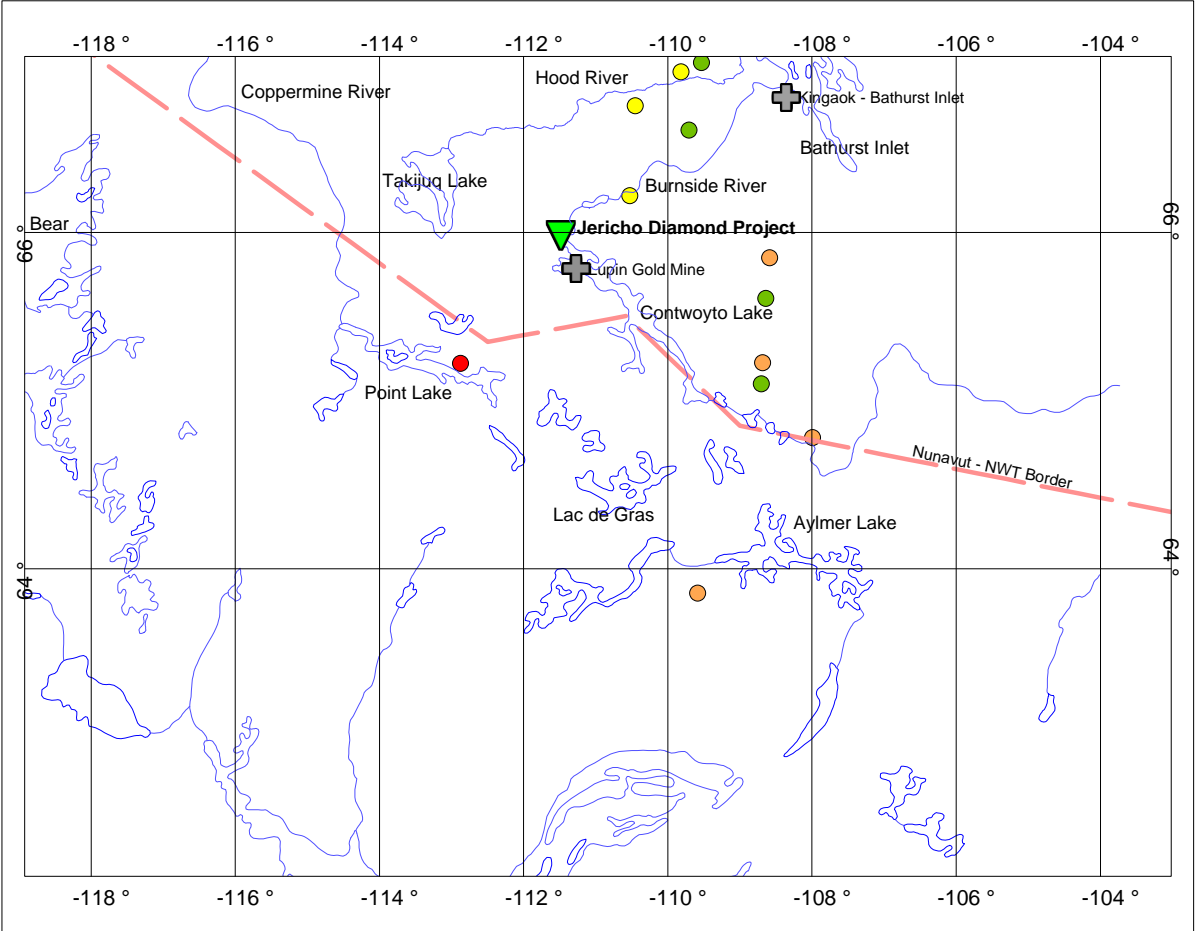 -118 ° -116 ° -114 ° -112 ° -110 ° -108 ° -106 ° -104 °
Hood River
Coppermine River
Kingaok - Bathurst Inlet
Bathurst Inlet
Takijuq Lake
Burnside River
Bear
Jericho Diamond Project
66 °
66 °
Lupin Gold Mine
Contwoyto Lake
Point Lake
Nunavut - NWT Border
Lac de Gras
Aylmer Lake
64 °
64 °
-118 ° -116 ° -114 ° -112 ° -110 ° -108 ° -106 ° -104 °